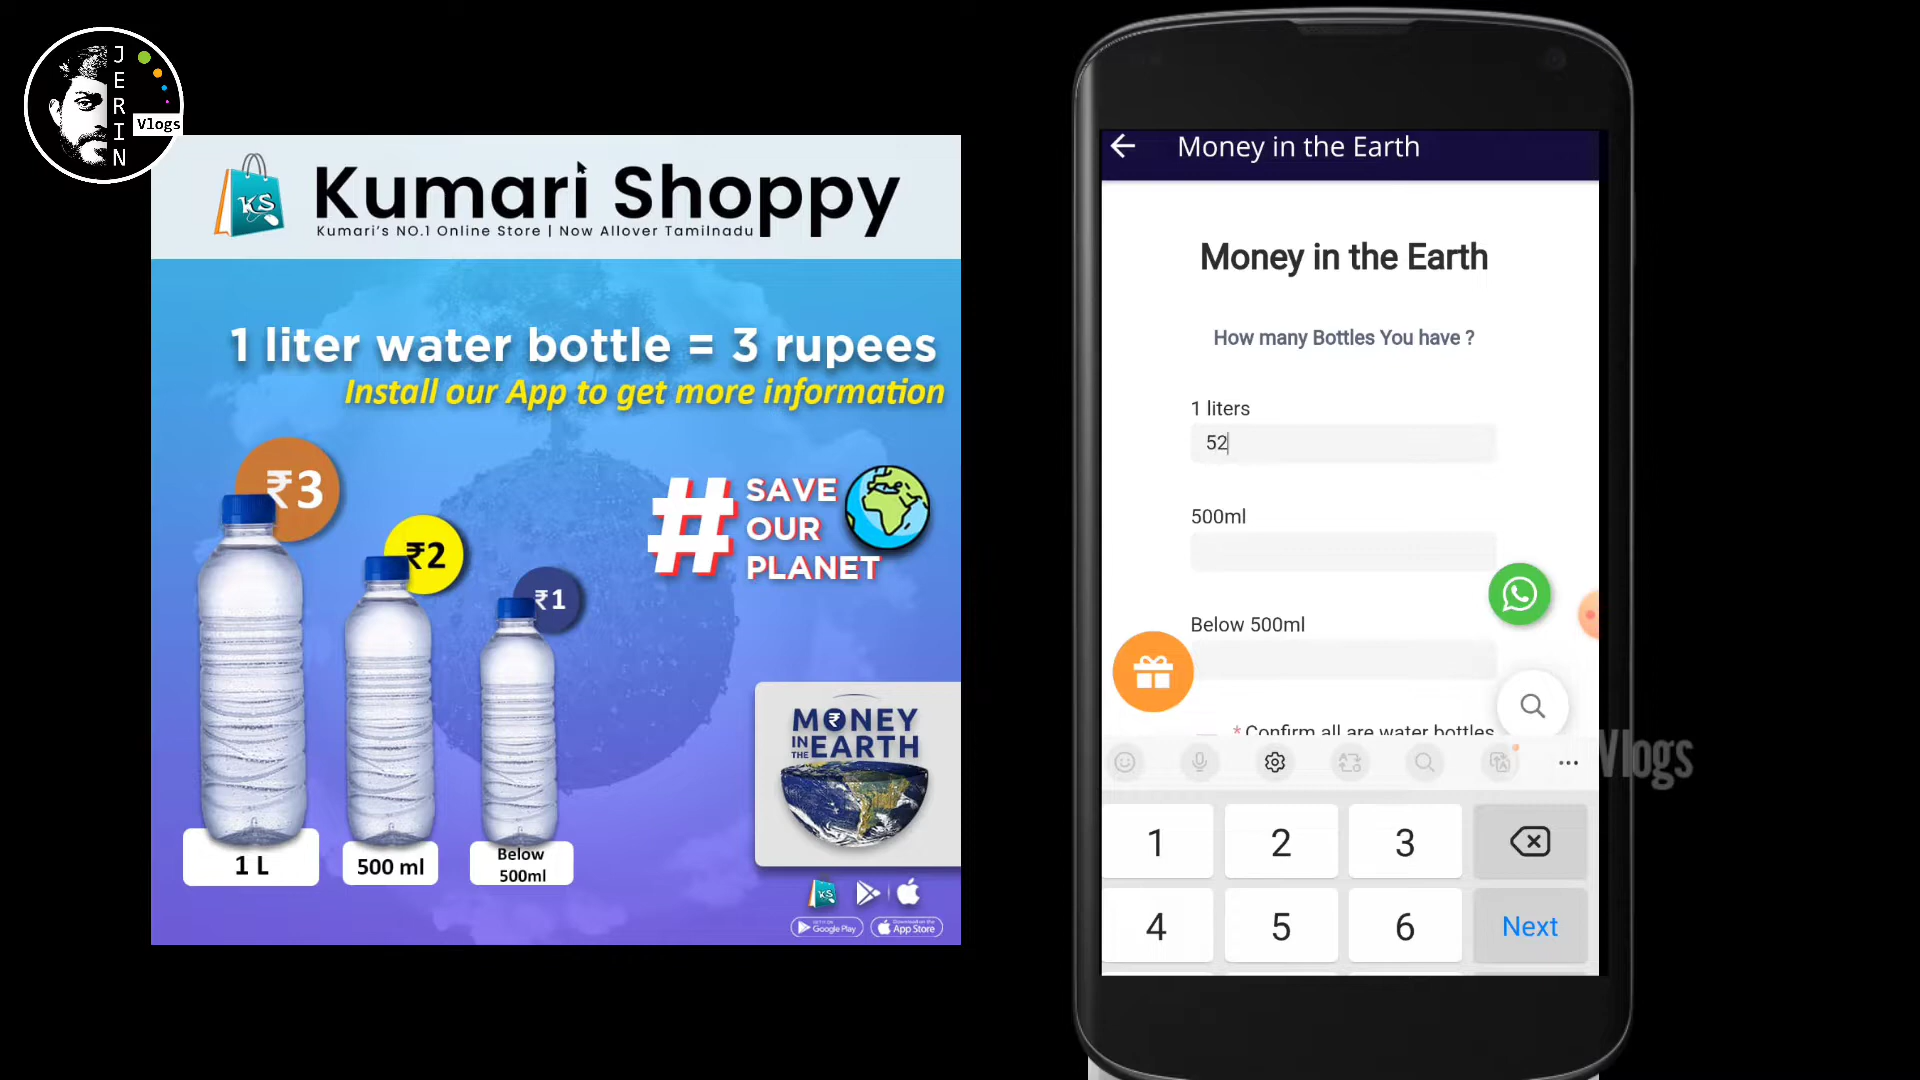 JERIN
Vlogs
KS
Kumari Shoppy
Kumari's NO.1 Online Store | Now Allover Tamilnadu
1 liter water bottle = 3 rupees
Install our App to get more information
₹3
₹2
₹1
# SAVE
OUR
PLANET
MONEY
IN THE EARTH
1 L
500 ml
Below
500ml
KS
Google Play
App Store
Money in the Earth
Money in the Earth
How many Bottles You have ?
1 liters
52
500ml
Below 500ml
* Confirm all are water bottles
Vlogs
1 2 3
4 5 6 Next